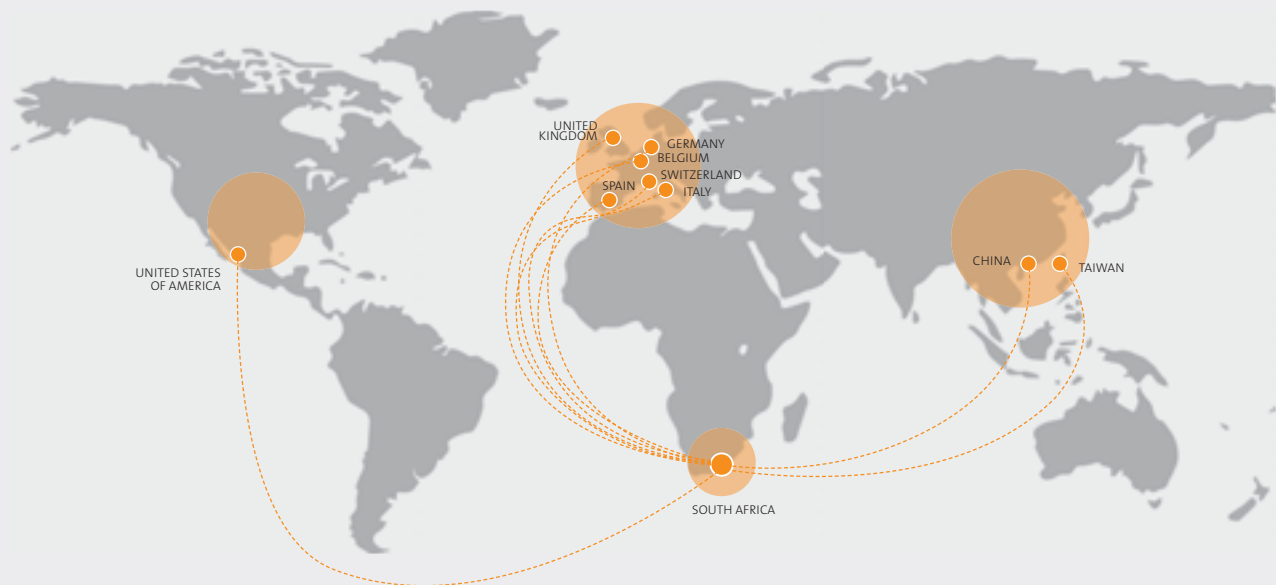 UNITED
KINGDOM
GERMANY
BELGIUM
SWITZERLAND
SPAIN
ITALY
UNITED STATES
OF AMERICA
CHINA
TAIWAN
SOUTH AFRICA